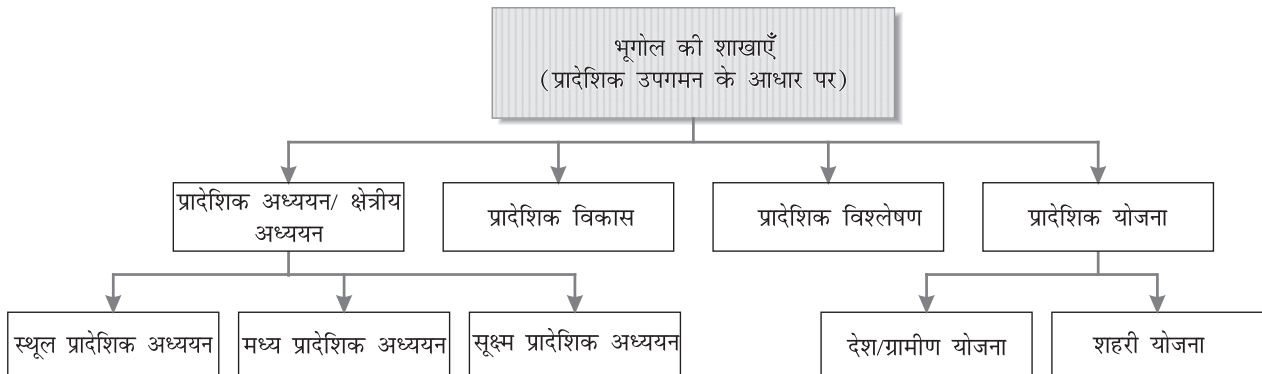 भूगोल की शाखाएँ
(प्रादेशिक उपगमन के आधार पर)
प्रादेशिक अध्ययन/ क्षेत्रीय
अध्ययन
प्रादेशिक विकास
प्रादेशिक विश्लेषण
प्रादेशिक योजना
स्थूल प्रादेशिक अध्ययन
मध्य प्रादेशिक अध्ययन
सूक्ष्म प्रादेशिक अध्ययन
देश/ग्रामीण योजना
शहरी योजना